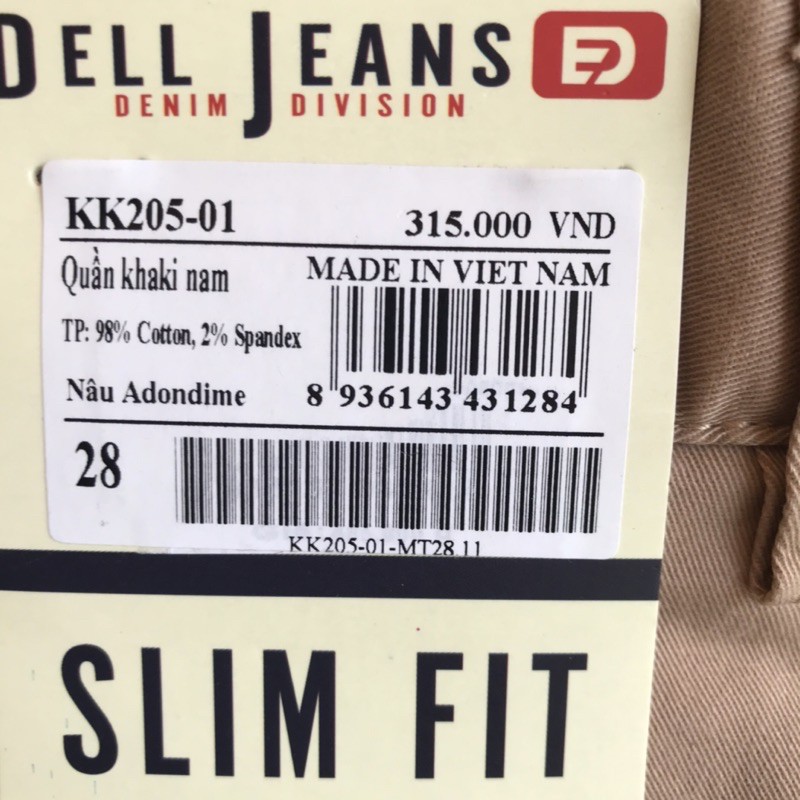 DELL JEANS
DENIM DIVISION
KK205-01 315.000 VND
Quần khaki nam MADE IN VIET NAM
TP: 98% Cotton, 2% Spandex
Nâu Adondime 8 936143 431284
28
KK205-01-MT28.11
SLIM FIT